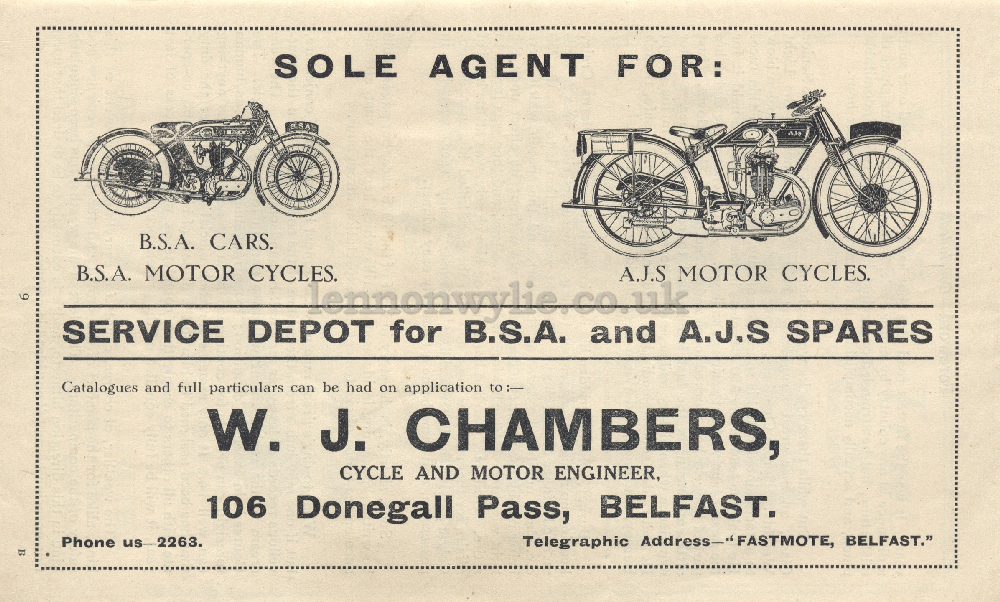 SOLE AGENT FOR:
B.S.A.
AJS
B.S.A. CARS.
B.S.A. MOTOR CYCLES.
A.J.S MOTOR CYCLES.
lennonwylie.co.uk
9
SERVICE DEPOT for B.S.A. and A.J.S SPARES
Catalogues and full particulars can be had on application to:—
W. J. CHAMBERS,
CYCLE AND MOTOR ENGINEER,
106 Donegall Pass, BELFAST.
Phone us—2263.
Telegraphic Address—"FASTMOTE, BELFAST."
B